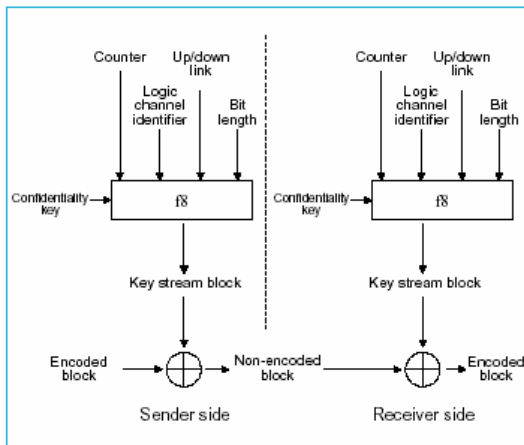 Counter
Up/down
link
Logic
channel
identifier
Bit
length
Confidentiality
key
f8
Key stream block
Encoded
block
Non-encoded
block
Sender side
Counter
Up/down
link
Logic
channel
identifier
Bit
length
Confidentiality
key
f8
Key stream block
Encoded
block
Receiver side